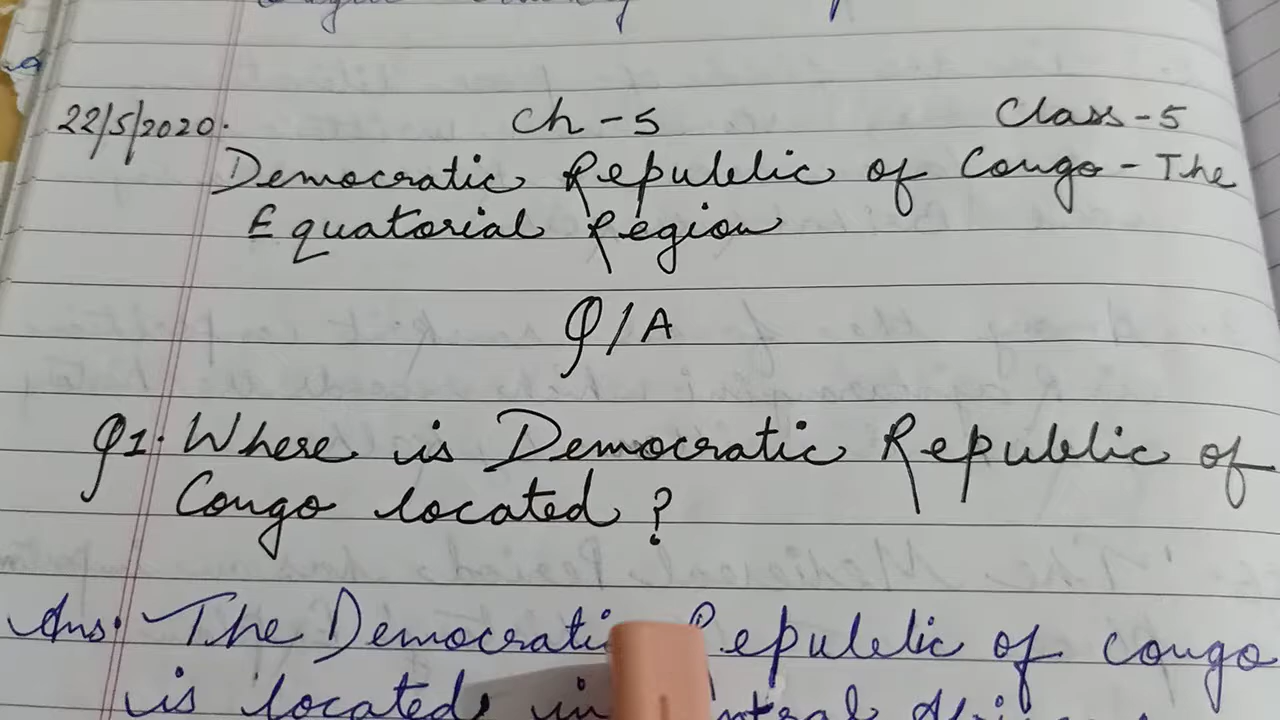 22/5/2020. Ch - 5 Class - 5
Democratic Republic of Congo - The
Equatorial Region
Q/A
Q1. Where is Democratic Republic of
Congo located ?
Ans: The Democratic Republic of congo
is located in